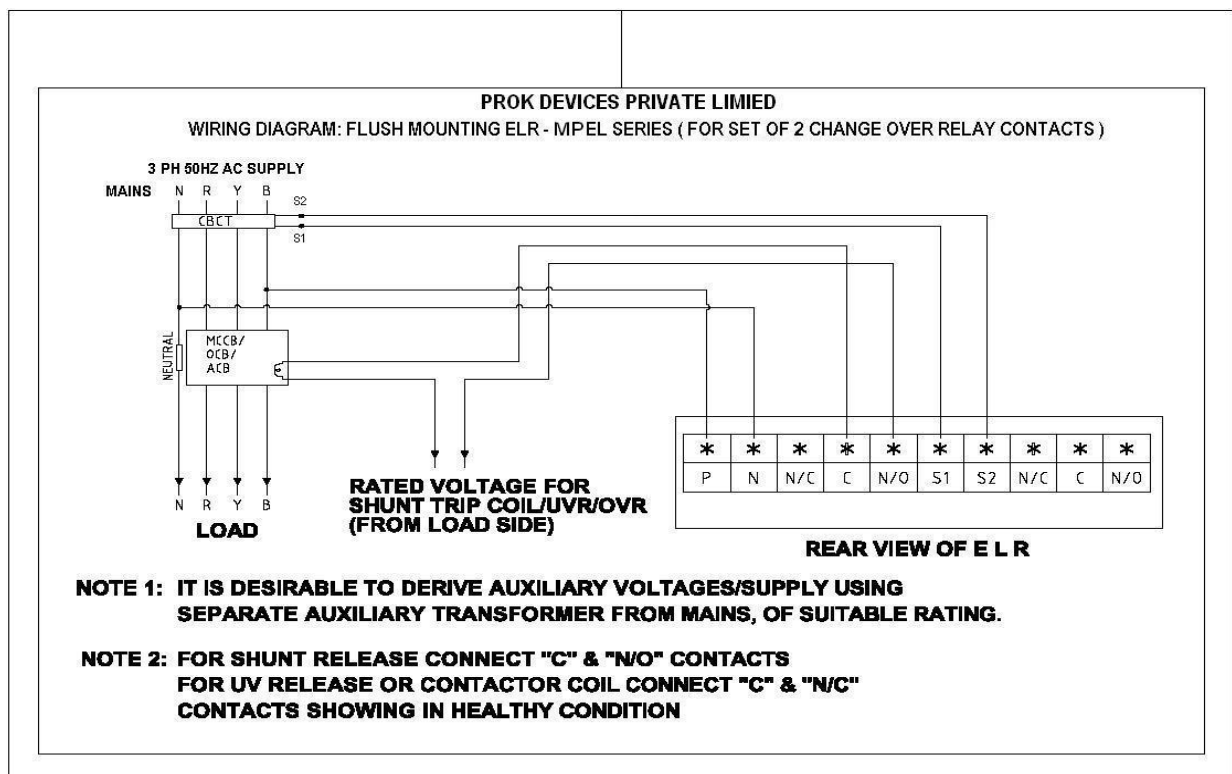 PROK DEVICES PRIVATE LIMIED
WIRING DIAGRAM: FLUSH MOUNTING ELR - MPEL SERIES ( FOR SET OF 2 CHANGE OVER RELAY CONTACTS )
3 PH 50HZ AC SUPPLY
MAINS N R Y B
S2
CBCT
S1
NEUTRAL
MCCB/
OCB/
ACB
* * * * * * * * * *
P N N/C C N/O S1 S2 N/C C N/O
N R Y B
LOAD
RATED VOLTAGE FOR
SHUNT TRIP COIL/UVR/OVR
(FROM LOAD SIDE)
REAR VIEW OF E L R
NOTE 1: IT IS DESIRABLE TO DERIVE AUXILIARY VOLTAGES/SUPPLY USING
SEPARATE AUXILIARY TRANSFORMER FROM MAINS, OF SUITABLE RATING.
NOTE 2: FOR SHUNT RELEASE CONNECT "C" & "N/O" CONTACTS
FOR UV RELEASE OR CONTACTOR COIL CONNECT "C" & "N/C"
CONTACTS SHOWING IN HEALTHY CONDITION